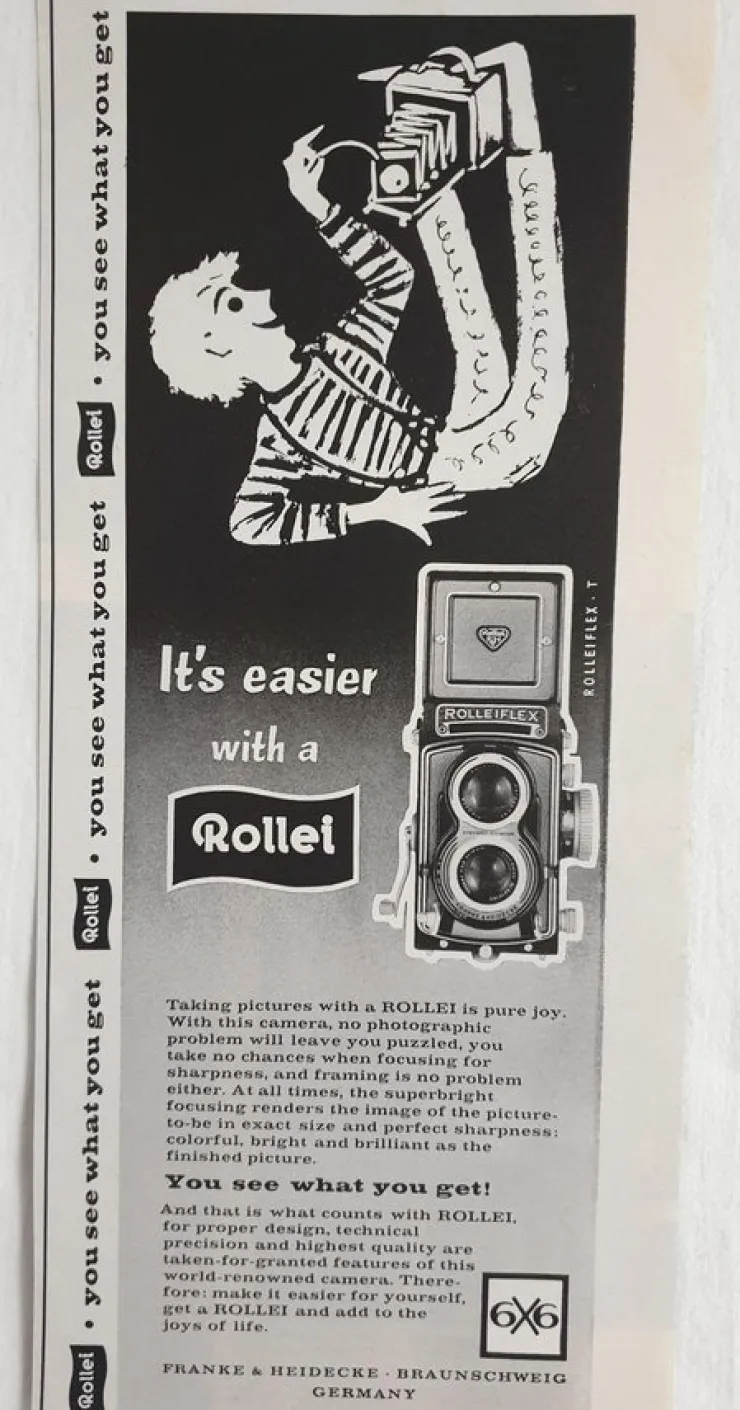 you see what you get
Rollei • you see what you get
Rollei • you see what you get
Rollei
ROLLEIFLEX · T
It's easier
with a
Rollei
ROLLEIFLEX
Taking pictures with a ROLLEI is pure joy.
With this camera, no photographic
problem will leave you puzzled, you
take no chances when focusing for
sharpness, and framing is no problem
either. At all times, the superbright
focusing renders the image of the picture-
to-be in exact size and perfect sharpness:
colorful, bright and brilliant as the
finished picture.
You see what you get!
And that is what counts with ROLLEI,
for proper design, technical
precision and highest quality are
taken-for-granted features of this
world-renowned camera. There-
fore: make it easier for yourself,
get a ROLLEI and add to the
joys of life.
6X6
FRANKE & HEIDECKE · BRAUNSCHWEIG
GERMANY